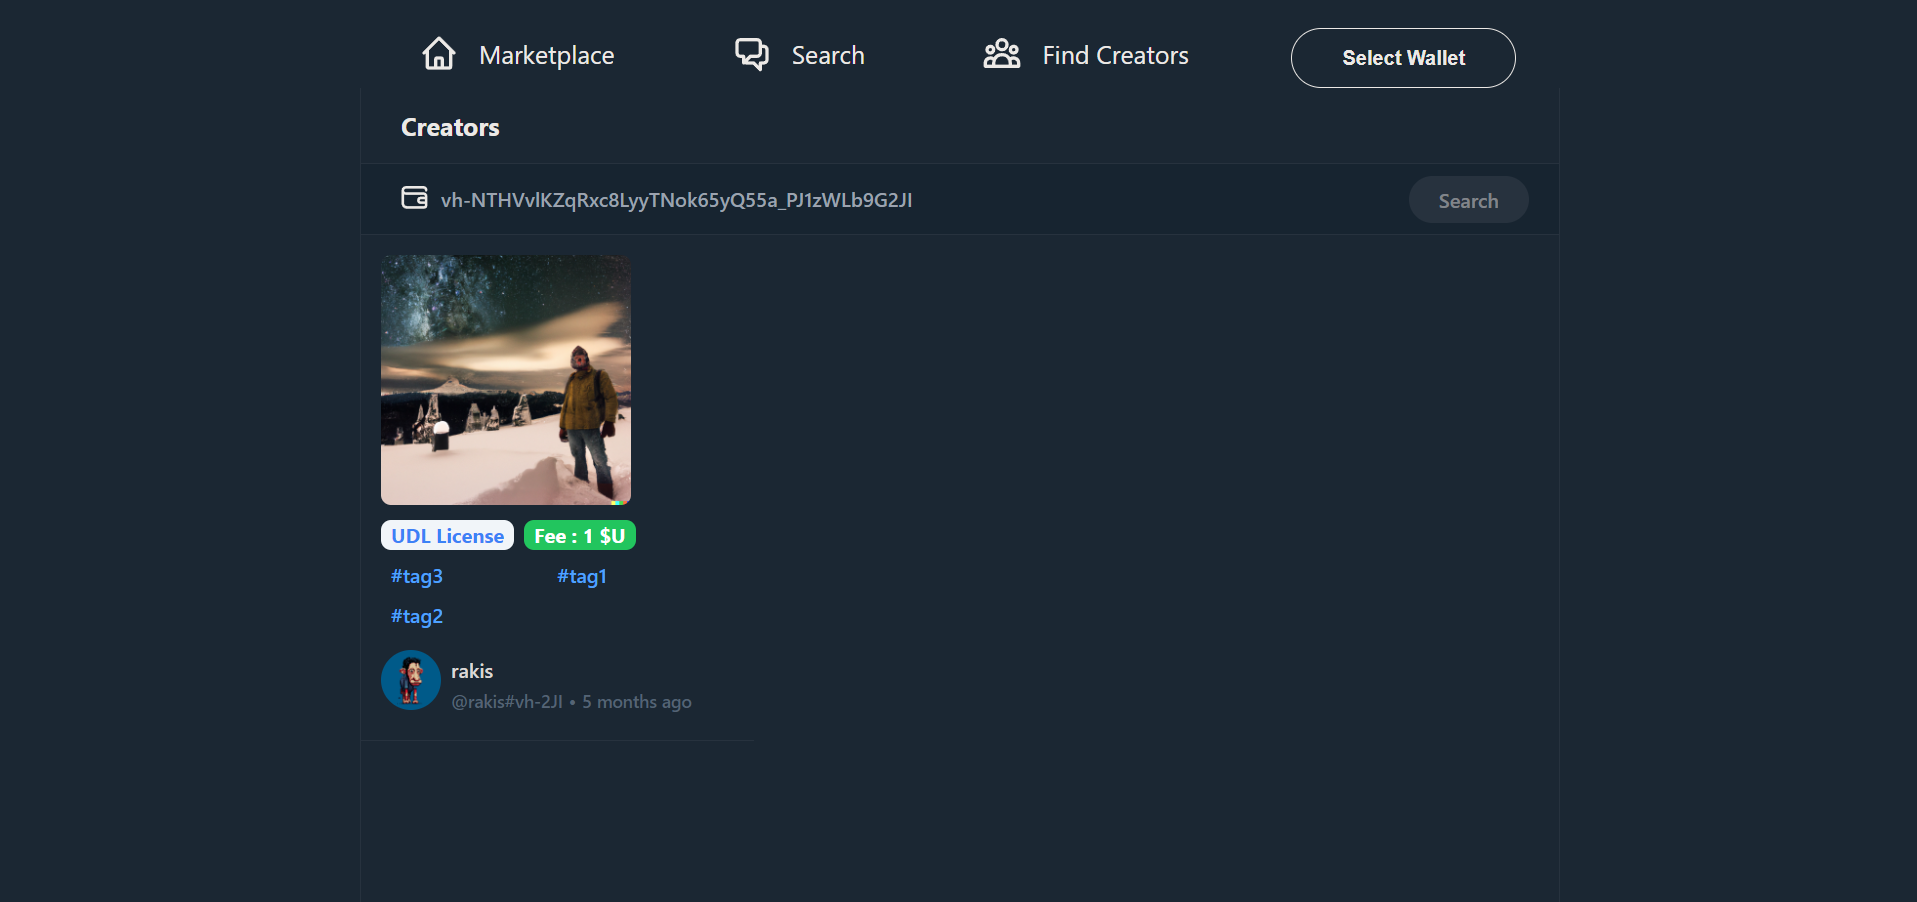 Marketplace
Search
Find Creators
Select Wallet
Creators
vh-NTHVvlKZqRxc8LyyTNok65yQ55a_PJ1zWLb9G2JI
Search
UDL License
Fee : 1 $U
#tag3
#tag1
#tag2
rakis
@rakis#vh-2JI • 5 months ago